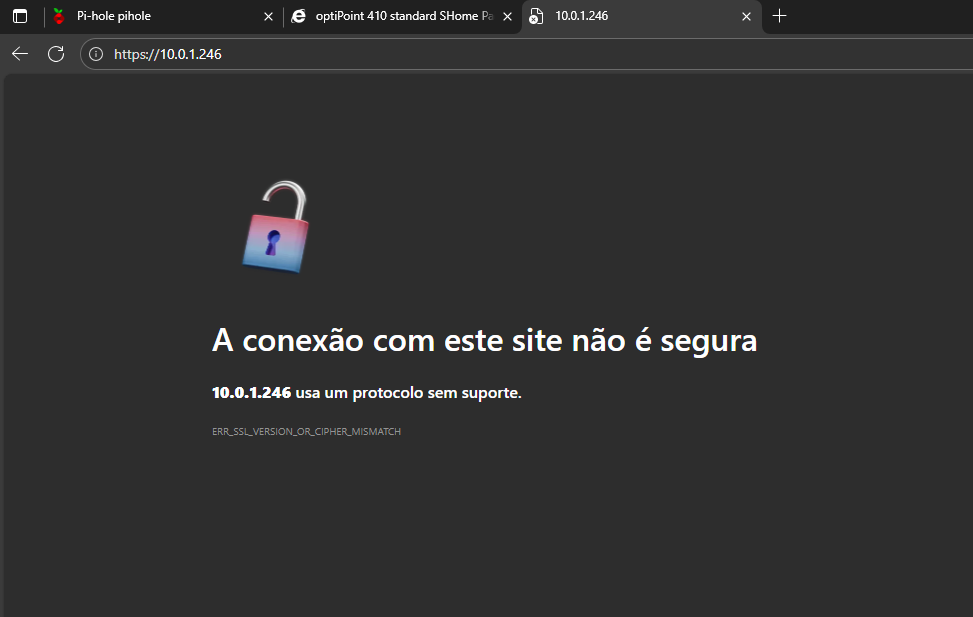 Pi-hole pihole
optiPoint 410 standard SHome Pa
10.0.1.246
https://10.0.1.246
A conexão com este site não é segura
10.0.1.246 usa um protocolo sem suporte.
ERR_SSL_VERSION_OR_CIPHER_MISMATCH